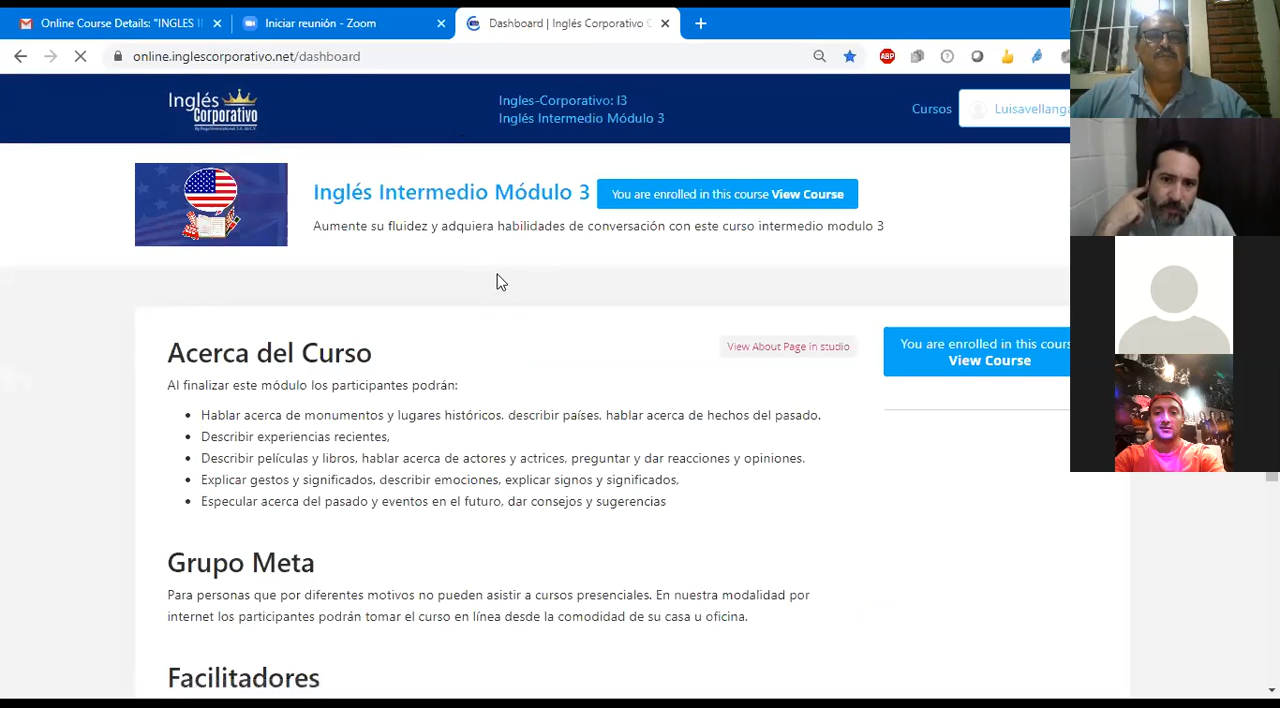 Online Course Details: "INGLES I
Iniciar reunión - Zoom
Dashboard | Inglés Corporativo
online.inglescorporativo.net/dashboard
ABP
Inglés
Corporativo
Ingles-Corporativo: I3
Inglés Intermedio Módulo 3
Cursos
Luisavellanga
Inglés Intermedio Módulo 3
You are enrolled in this course View Course
Aumente su fluidez y adquiera habilidades de conversación con este curso intermedio modulo 3
Acerca del Curso
View About Page in studio
You are enrolled in this cours
View Course
Al finalizar este módulo los participantes podrán:
Hablar acerca de monumentos y lugares históricos. describir países, hablar acerca de hechos del pasado.
Describir experiencias recientes,
Describir películas y libros, hablar acerca de actores y actrices, preguntar y dar reacciones y opiniones.
Explicar gestos y significados, describir emociones, explicar signos y significados,
Especular acerca del pasado y eventos en el futuro, dar consejos y sugerencias
Grupo Meta
Para personas que por diferentes motivos no pueden asistir a cursos presenciales. En nuestra modalidad por
internet los participantes podrán tomar el curso en línea desde la comodidad de su casa u oficina.
Facilitadores